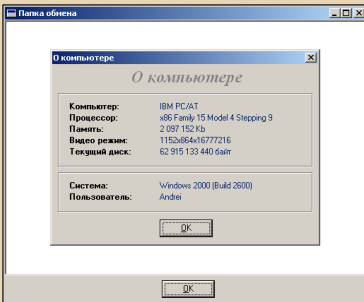 Папка обмена
О компьютере
О компьютере
Компьютер: IBM PC/AT
Процессор: x86 Family 15 Model 4 Stepping 9
Память: 2 097 152 Kb
Видео режим: 1152x864x16777216
Текущий диск: 62 915 133 440 байт
Система: Windows 2000 (Build 2600)
Пользователь: Andrei
OK
OK